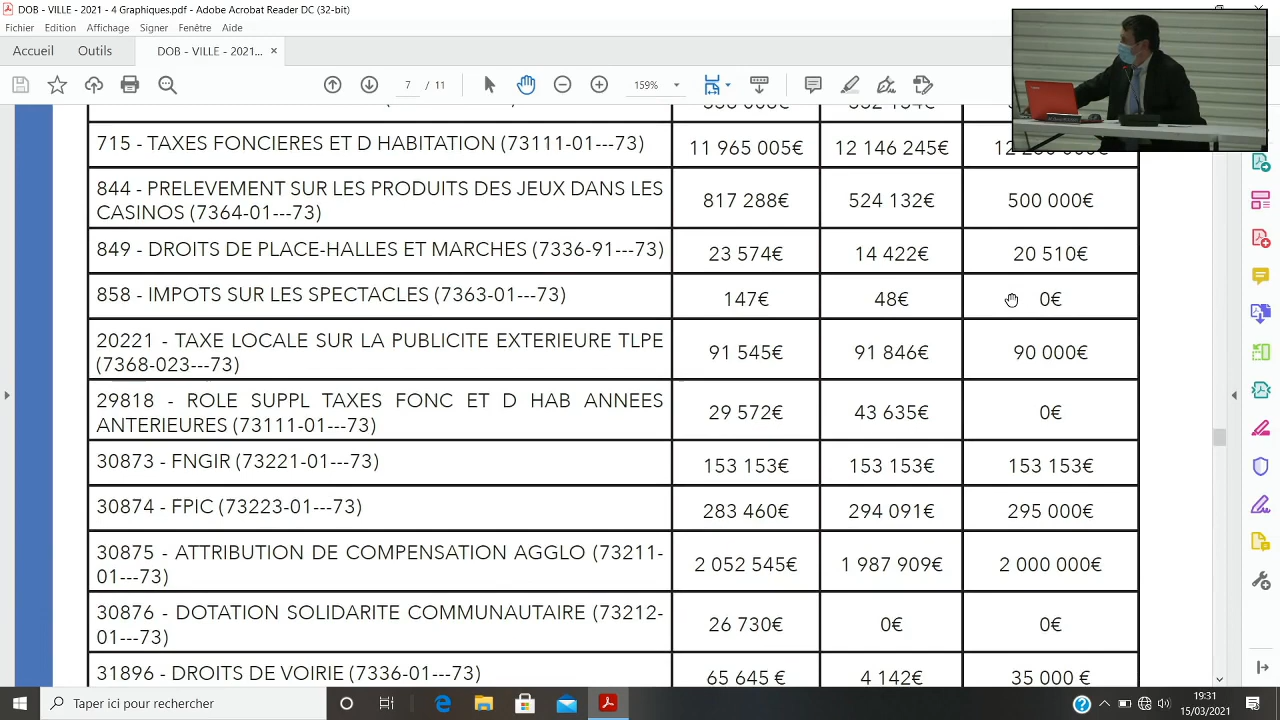 DOB - VILLE - 2021 - 4 Graphiques.pdf - Adobe Acrobat Reader DC (32-bit)
Fichier Edition Affichage Signer Fenêtre Aide
Accueil Outils DOB - VILLE - 2021... ×
7 / 11 159%
715 - TAXES FONCIERES ET D HABITATION (73111-01---73) 11 965 005€ 12 146 245€
844 - PRELEVEMENT SUR LES PRODUITS DES JEUX DANS LES
CASINOS (7364-01---73) 817 288€ 524 132€ 500 000€
849 - DROITS DE PLACE-HALLES ET MARCHES (7336-91---73) 23 574€ 14 422€ 20 510€
858 - IMPOTS SUR LES SPECTACLES (7363-01---73) 147€ 48€ 0€
20221 - TAXE LOCALE SUR LA PUBLICITE EXTERIEURE TLPE
(7368-023---73) 91 545€ 91 846€ 90 000€
29818 - ROLE SUPPL TAXES FONC ET D HAB ANNEES
ANTERIEURES (73111-01---73) 29 572€ 43 635€ 0€
30873 - FNGIR (73221-01---73) 153 153€ 153 153€ 153 153€
30874 - FPIC (73223-01---73) 283 460€ 294 091€ 295 000€
30875 - ATTRIBUTION DE COMPENSATION AGGLO (73211-
01---73) 2 052 545€ 1 987 909€ 2 000 000€
30876 - DOTATION SOLIDARITE COMMUNAUTAIRE (73212-
01---73) 26 730€ 0€ 0€
31896 - DROITS DE VOIRIE (7336-01---73) 65 645€ 4 142€ 35 000 €
Taper ici pour rechercher
19:31
15/03/2021